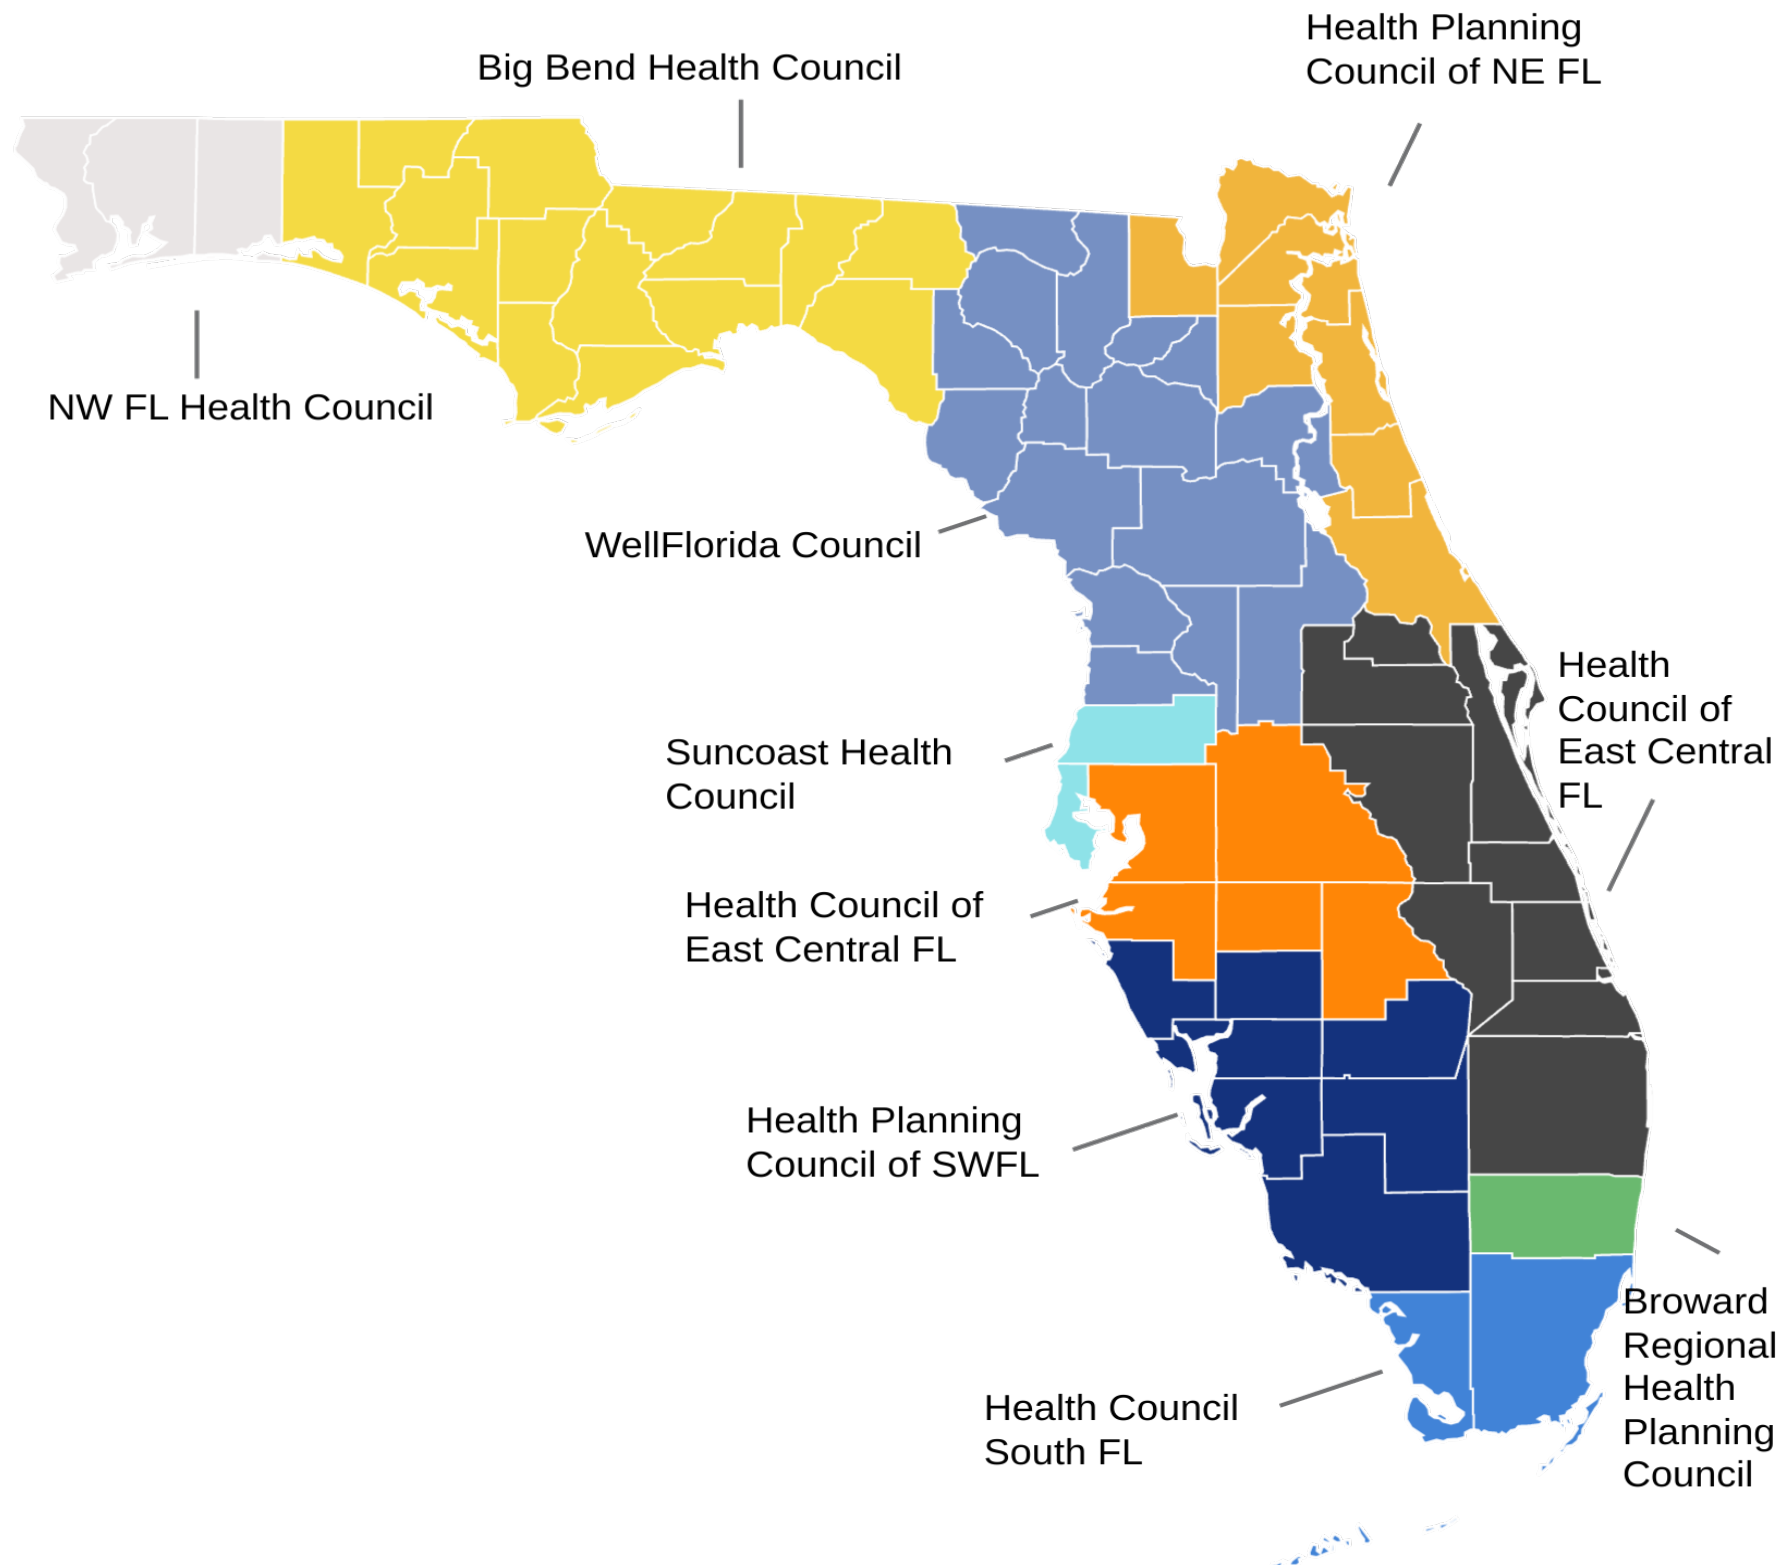 Health Planning
Council of NE FL
Big Bend Health Council
NW FL Health Council
WellFlorida Council
Health
Council of
East Central
FL
Suncoast Health
Council
Health Council of
East Central FL
Health Planning
Council of SWFL
Broward
Regional
Health
Planning
Council
Health Council
South FL